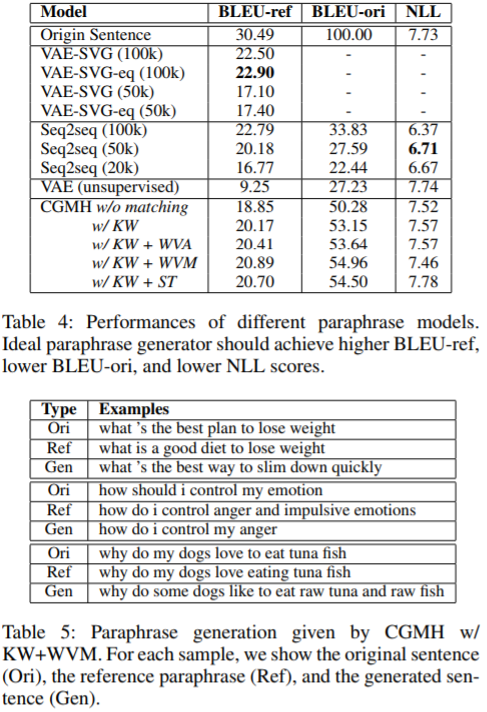 Model BLEU-ref BLEU-ori NLL
Origin Sentence 30.49 100.00 7.73
VAE-SVG (100k) 22.50 - -
VAE-SVG-eq (100k) 22.90 - -
VAE-SVG (50k) 17.10 - -
VAE-SVG-eq (50k) 17.40 - -
Seq2seq (100k) 22.79 33.83 6.37
Seq2seq (50k) 20.18 27.59 6.71
Seq2seq (20k) 16.77 22.44 6.67
VAE (unsupervised) 9.25 27.23 7.74
CGMH w/o matching 18.85 50.28 7.52
w/ KW 20.17 53.15 7.57
w/ KW + WVA 20.41 53.64 7.57
w/ KW + WVM 20.89 54.96 7.46
w/ KW + ST 20.70 54.50 7.78
Table 4: Performances of different paraphrase models.
Ideal paraphrase generator should achieve higher BLEU-ref,
lower BLEU-ori, and lower NLL scores.
Type Examples
Ori what 's the best plan to lose weight
Ref what is a good diet to lose weight
Gen what 's the best way to slim down quickly
Ori how should i control my emotion
Ref how do i control anger and impulsive emotions
Gen how do i control my anger
Ori why do my dogs love to eat tuna fish
Ref why do my dogs love eating tuna fish
Gen why do some dogs like to eat raw tuna and raw fish
Table 5: Paraphrase generation given by CGMH w/
KW+WVM. For each sample, we show the original sentence
(Ori), the reference paraphrase (Ref), and the generated sen-
tence (Gen).